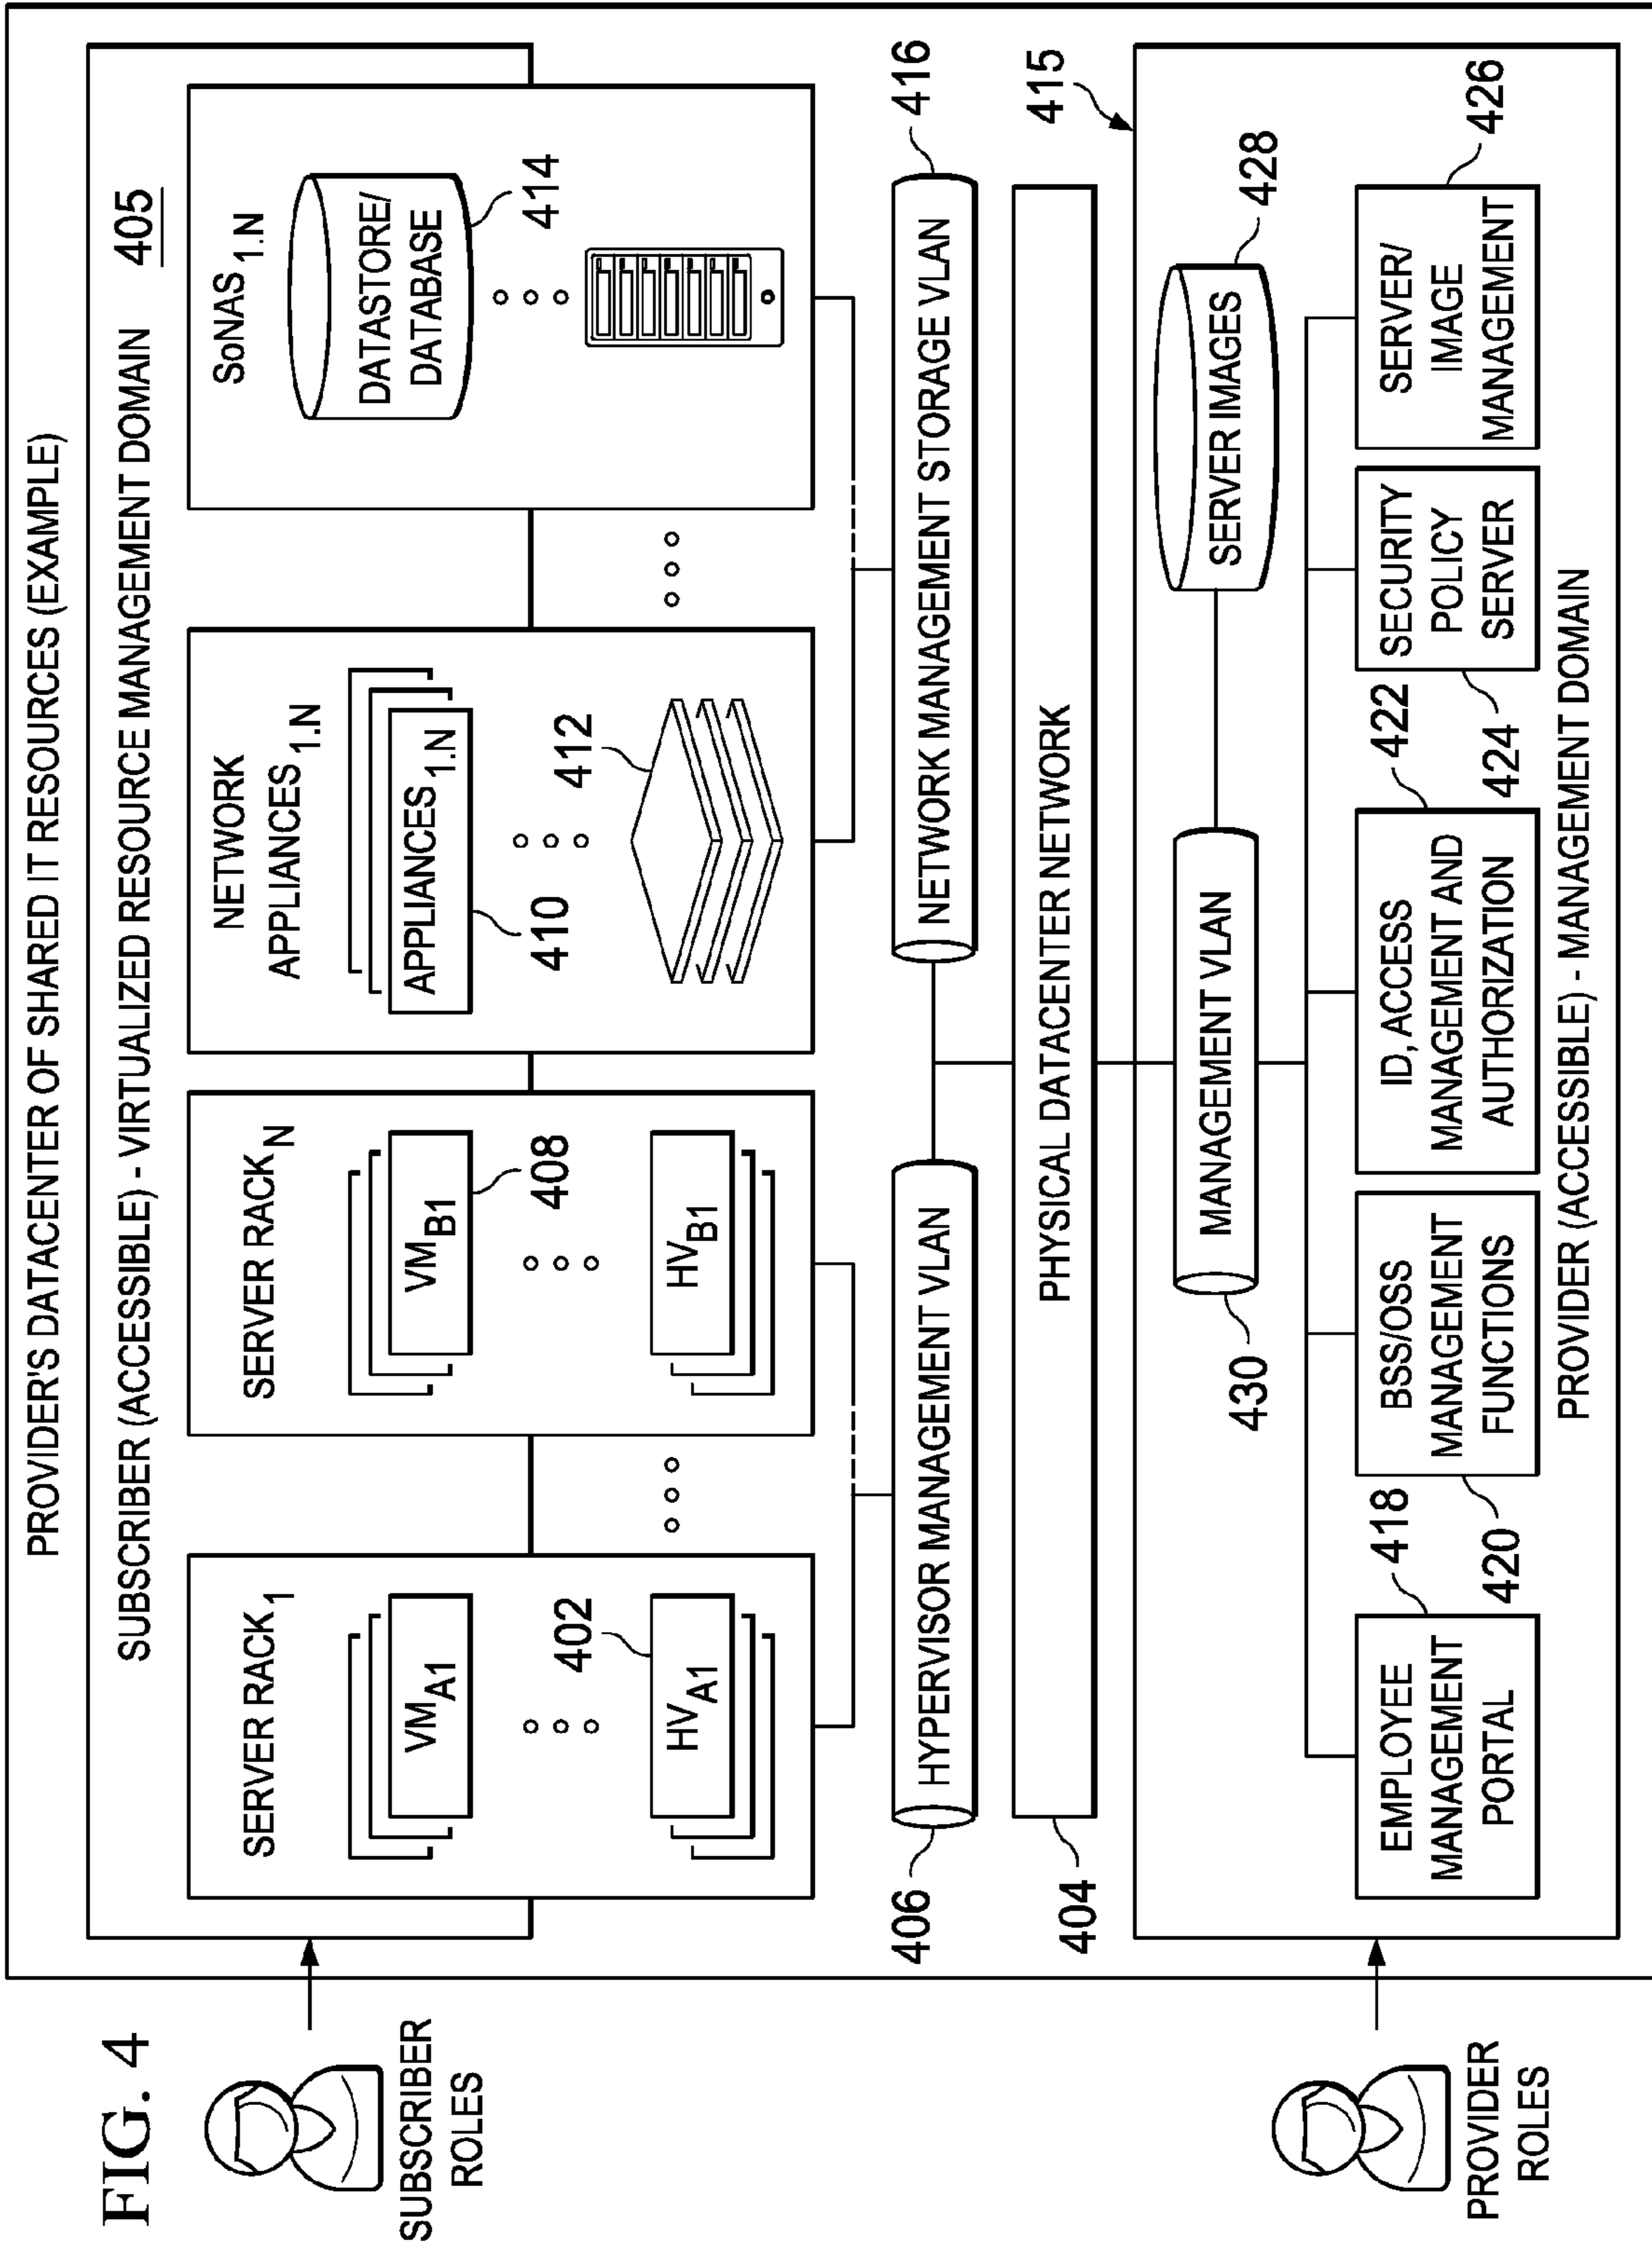 FIG. 4
PROVIDER'S DATACENTER OF SHARED IT RESOURCES (EXAMPLE)
SUBSCRIBER (ACCESSIBLE) - VIRTUALIZED RESOURCE MANAGEMENT DOMAIN 405
SUBSCRIBER
ROLES
SERVER RACK1
VMA1
402
HVA1
SERVER RACKN
VMB1
408
HVB1
NETWORK
APPLIANCES1.N
APPLIANCES1.N
410
412
SoNAS1.N
DATASTORE/
DATABASE
414
406
HYPERVISOR MANAGEMENT VLAN
NETWORK MANAGEMENT STORAGE VLAN
416
404
PHYSICAL DATACENTER NETWORK
415
430
MANAGEMENT VLAN
SERVER IMAGES
428
PROVIDER
ROLES
EMPLOYEE
MANAGEMENT
PORTAL
418
BSS/OSS
MANAGEMENT
FUNCTIONS
420
ID, ACCESS
MANAGEMENT AND
AUTHORIZATION
422
SECURITY
POLICY
SERVER
424
SERVER/
IMAGE
MANAGEMENT
426
PROVIDER (ACCESSIBLE) - MANAGEMENT DOMAIN